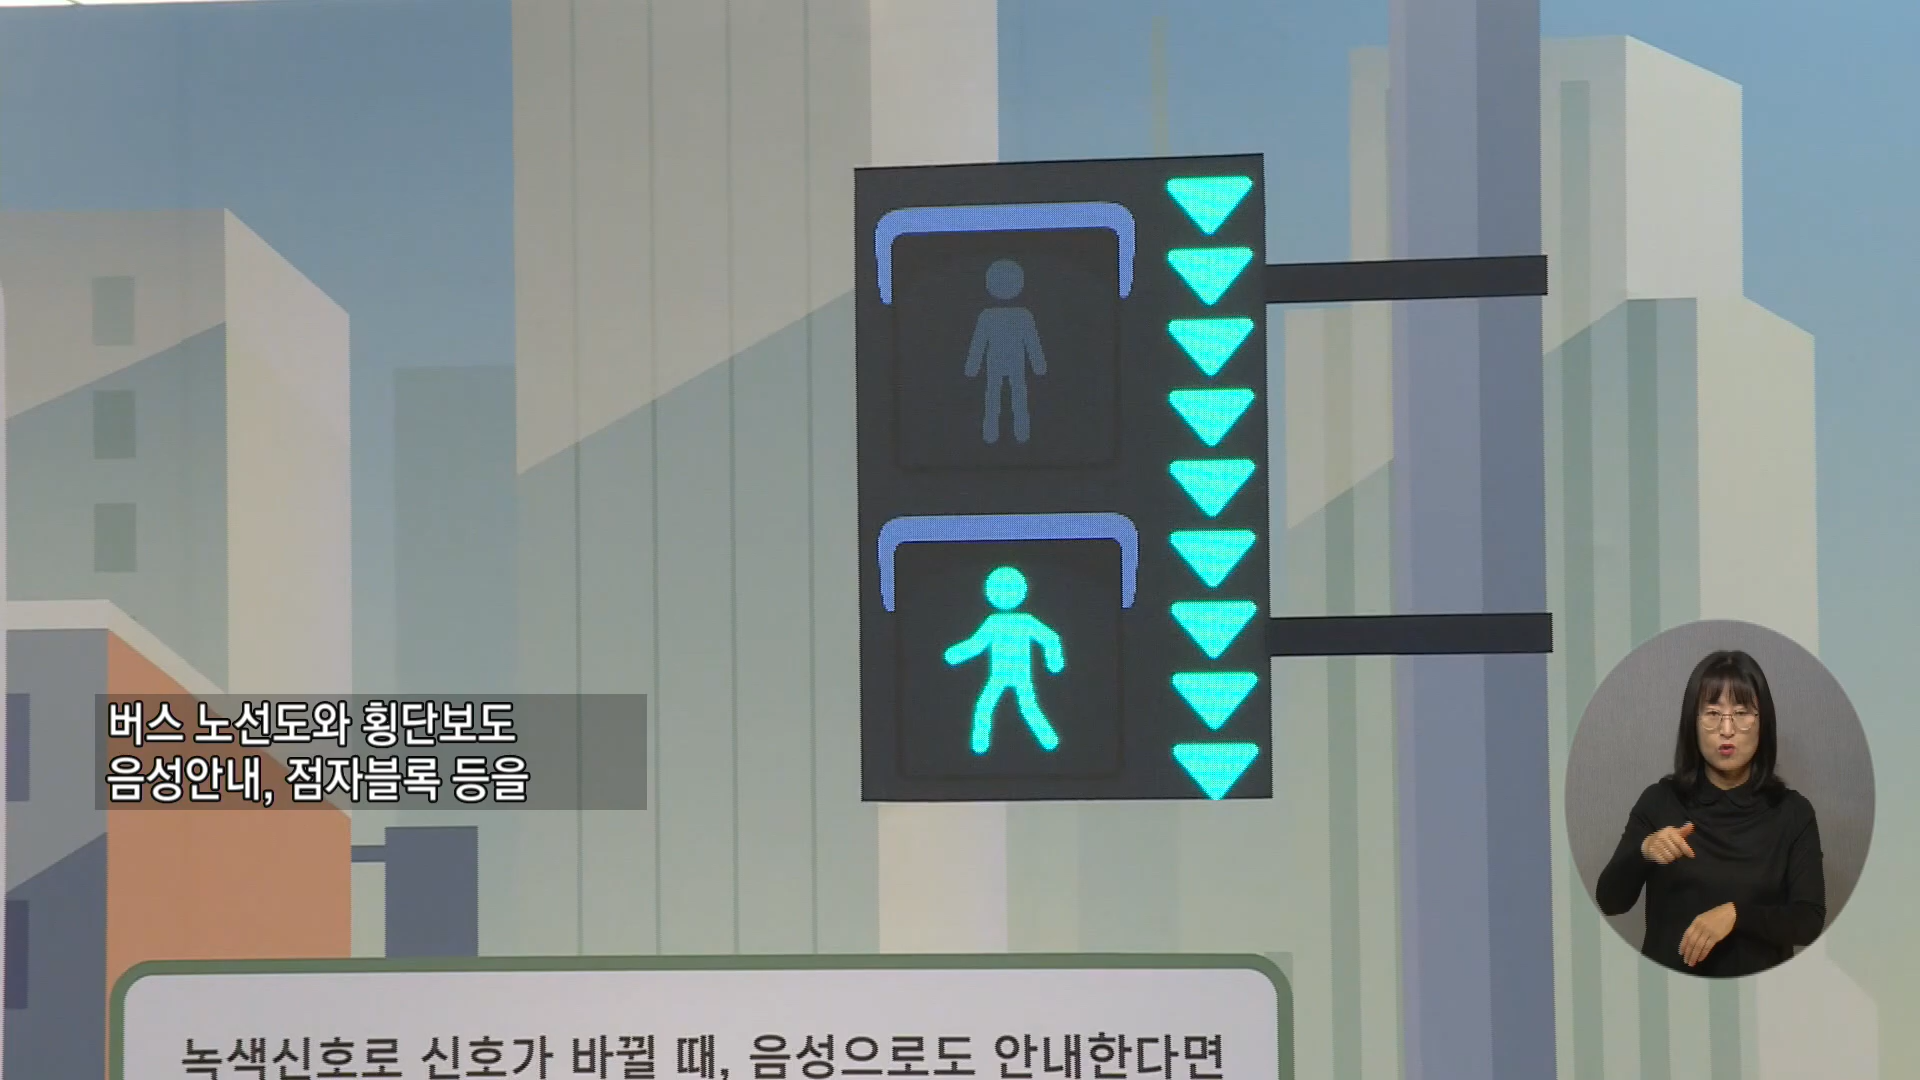 버스 노선도와 횡단보도
음성안내, 점자블록 등을
녹색신호로 신호가 바뀔 때, 음성으로도 안내한다면